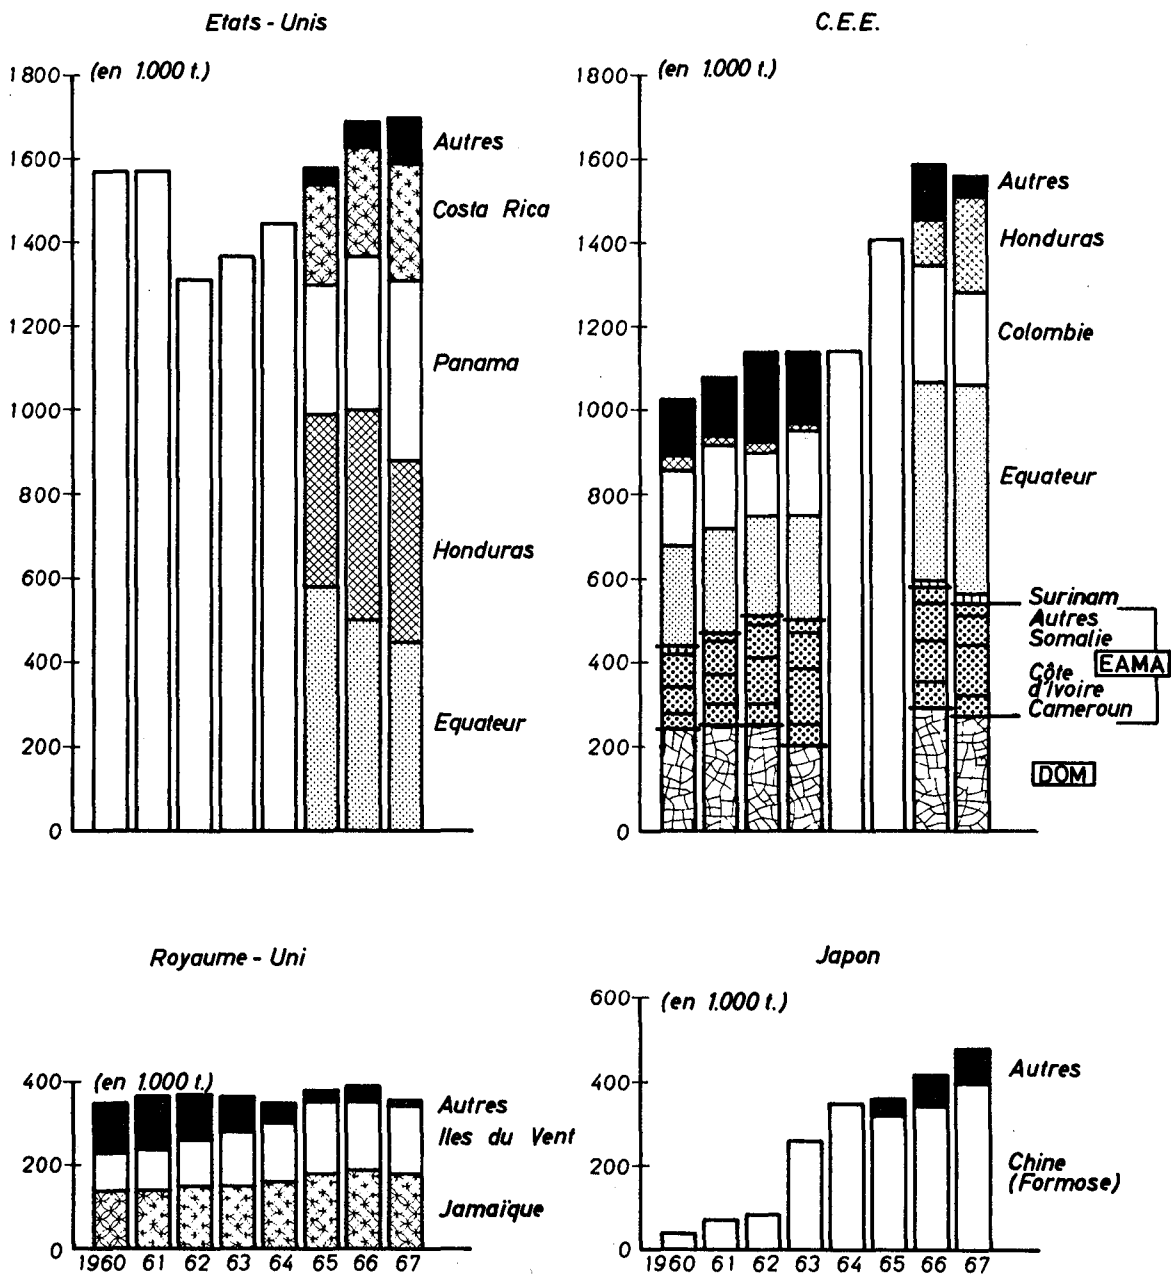 Etats - Unis
(en 1.000 t.)
1800
1600
1400
1200
1000
800
600
400
200
0
Autres
Costa Rica
Panama
Honduras
Equateur
C.E.E.
(en 1.000 t.)
1800
1600
1400
1200
1000
800
600
400
200
0
Autres
Honduras
Colombie
Equateur
Surinam
Autres
Somalie
Côte
d'Ivoire
Cameroun
EAMA
DOM
Royaume - Uni
(en 1.000 t.)
400
200
0
Autres
Iles du Vent
Jamaïque
1960 61 62 63 64 65 66 67
Japon
(en 1.000 t.)
600
400
200
0
Autres
Chine
(Formose)
1960 61 62 63 64 65 66 67